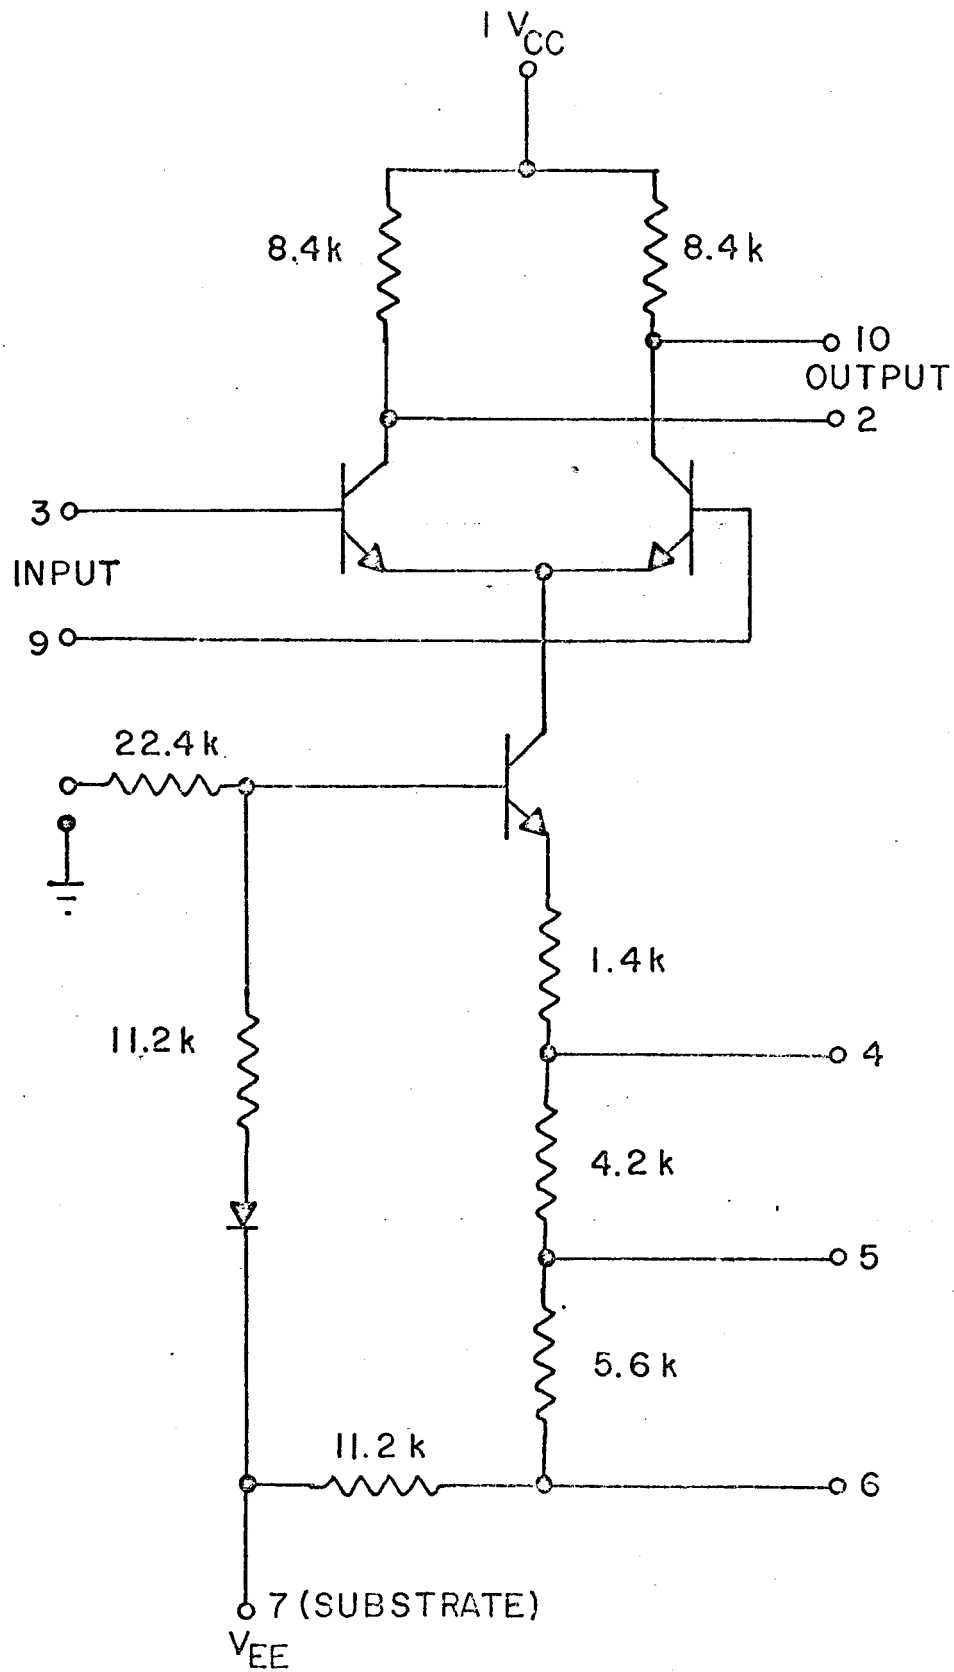 1 VCC
8.4k
8.4k
10
OUTPUT
2
3
INPUT
9
22.4k
1.4k
11.2k
4
4.2k
5
5.6k
11.2k
6
7 (SUBSTRATE)
VEE